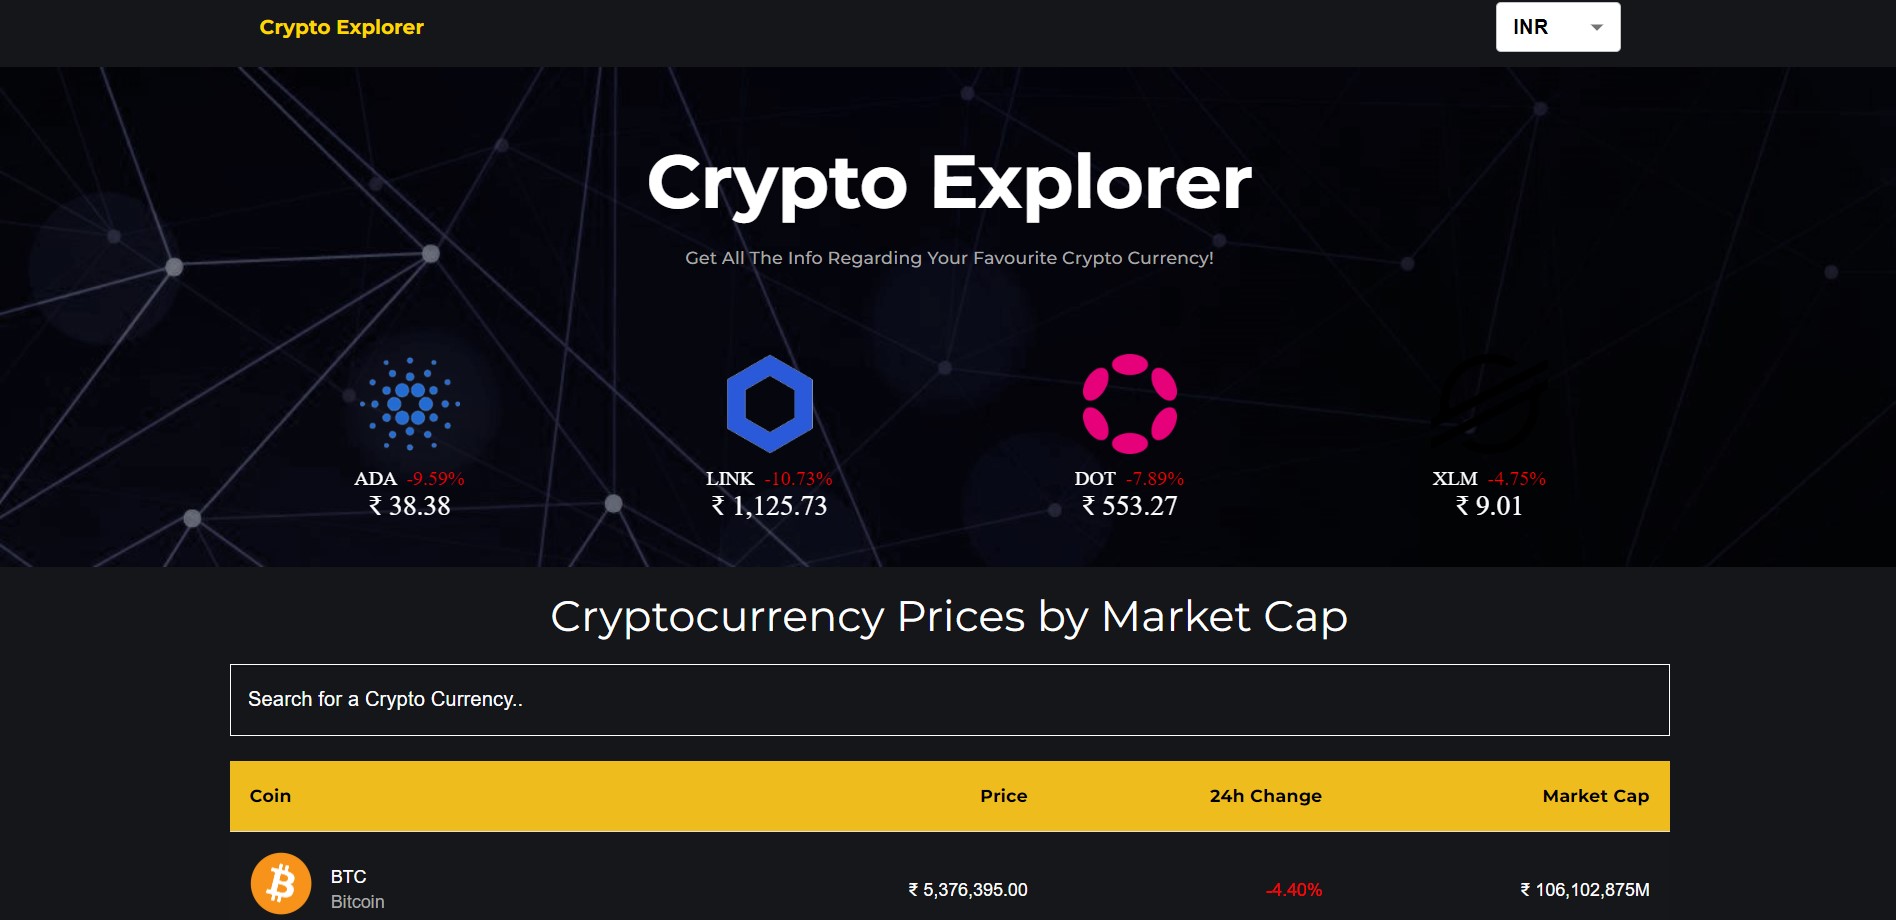 Crypto Explorer
INR
Crypto Explorer
Get All The Info Regarding Your Favourite Crypto Currency!
ADA -9.59%
₹ 38.38
LINK -10.73%
₹ 1,125.73
DOT -7.89%
₹ 553.27
XLM -4.75%
₹ 9.01
Cryptocurrency Prices by Market Cap
Search for a Crypto Currency..
Coin Price 24h Change Market Cap
BTC
Bitcoin
₹ 5,376,395.00 -4.40% ₹ 106,102,875M